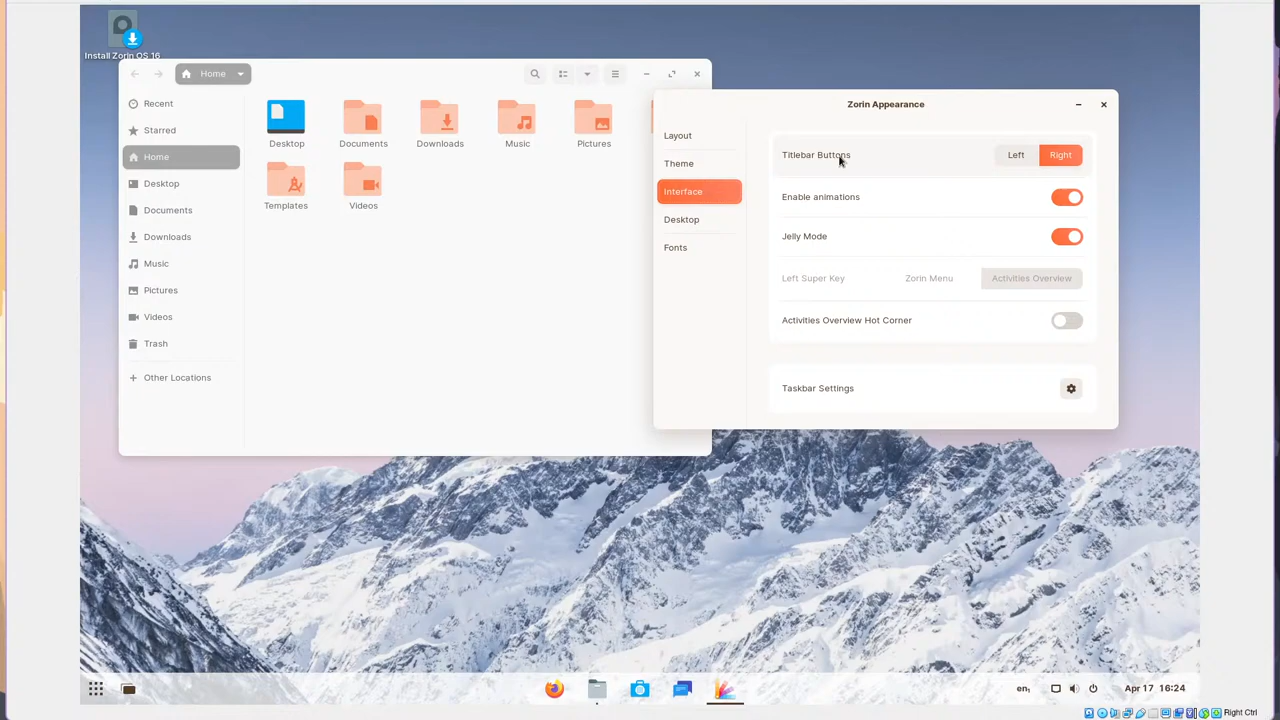 Install Zorin OS 16
Home
Recent
Starred
Home
Desktop
Documents
Downloads
Music
Pictures
Videos
Trash
Other Locations
Desktop
Documents
Downloads
Music
Pictures
Templates
Videos
Zorin Appearance
Layout
Theme
Interface
Desktop
Fonts
Titlebar Buttons Left Right
Enable animations
Jelly Mode
Left Super Key Zorin Menu Activities Overview
Activities Overview Hot Corner
Taskbar Settings
en₁ Apr 17 16:24
Right Ctrl